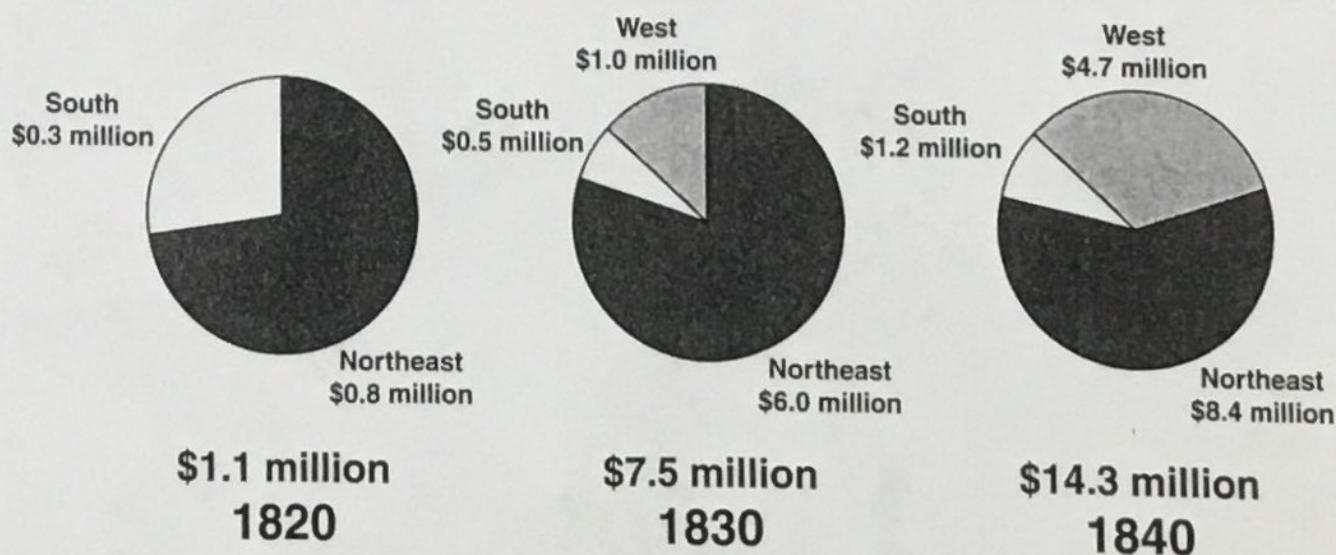 South
$0.3 million
Northeast
$0.8 million
$1.1 million
1820
West
$1.0 million
South
$0.5 million
Northeast
$6.0 million
$7.5 million
1830
West
$4.7 million
South
$1.2 million
Northeast
$8.4 million
$14.3 million
1840